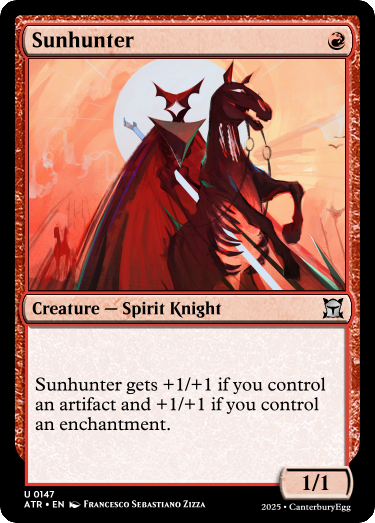 Sunhunter
Creature — Spirit Knight
Sunhunter gets +1/+1 if you control
an artifact and +1/+1 if you control
an enchantment.
1/1
U 0147
ATR • EN Francesco Sebastiano Zizza
2025 • CanterburyEgg